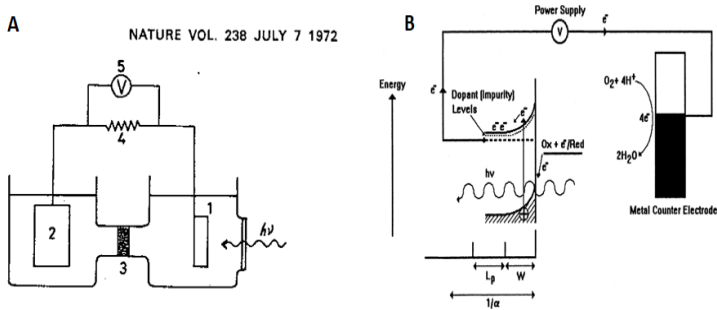 A
NATURE VOL. 238 JULY 7 1972
5
V
4
1
2
3
hν
B
Power Supply
V
e⁻
Energy
e⁻
Dopant (Impurity)
Levels
e⁻
e⁻ e⁻
O₂+ 4H⁺
4e⁻
2H₂O
Ox + e⁻/Red
e⁻
hν
Metal Counter Electrode
Lp
W
1/α